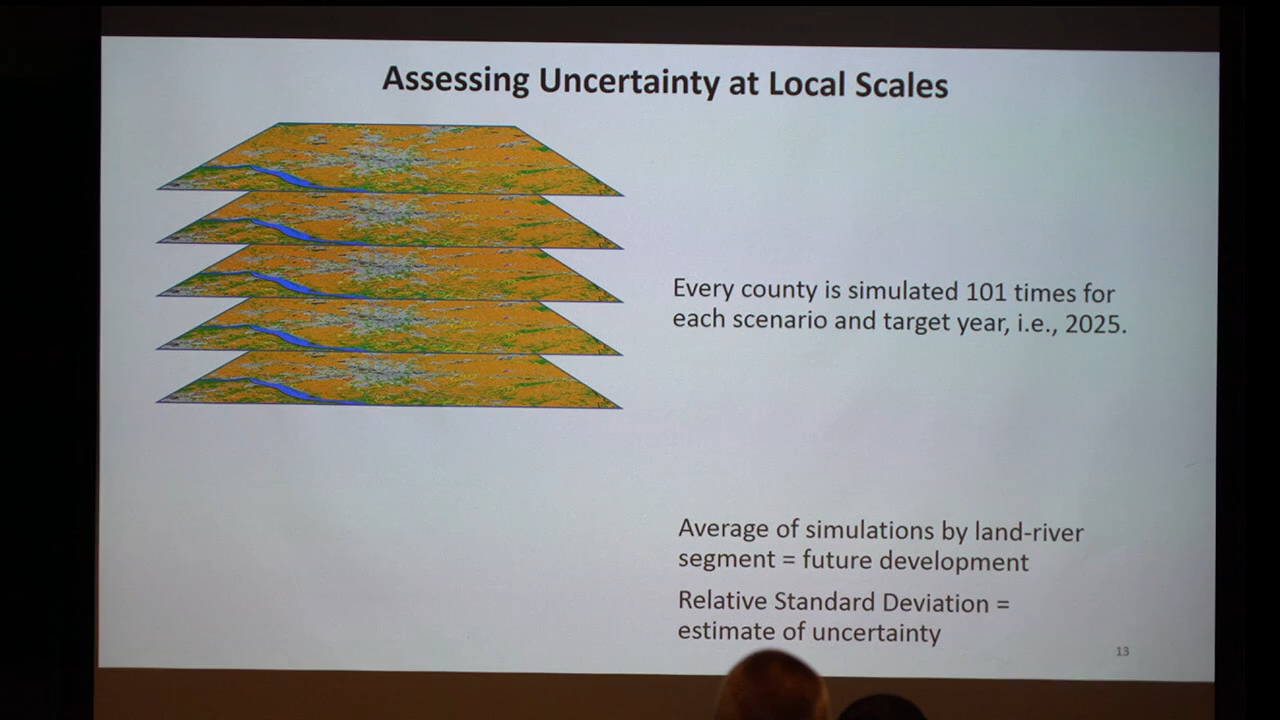 Assessing Uncertainty at Local Scales
Every county is simulated 101 times for
each scenario and target year, i.e., 2025.
Average of simulations by land-river
segment = future development
Relative Standard Deviation =
estimate of uncertainty
13